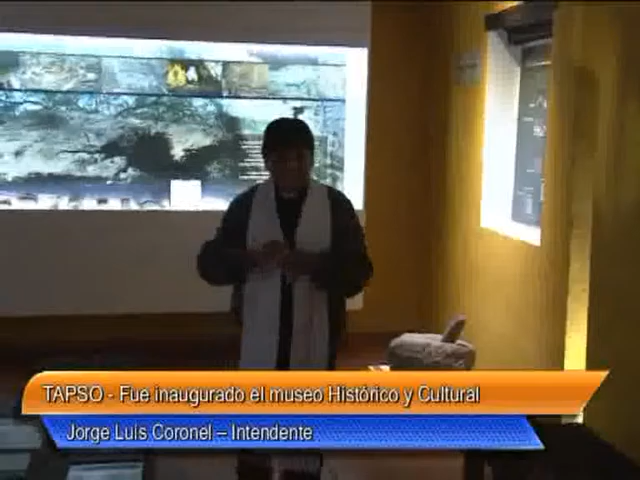 TAPSO - Fue inaugurado el museo Histórico y Cultural
Jorge Luis Coronel – Intendente